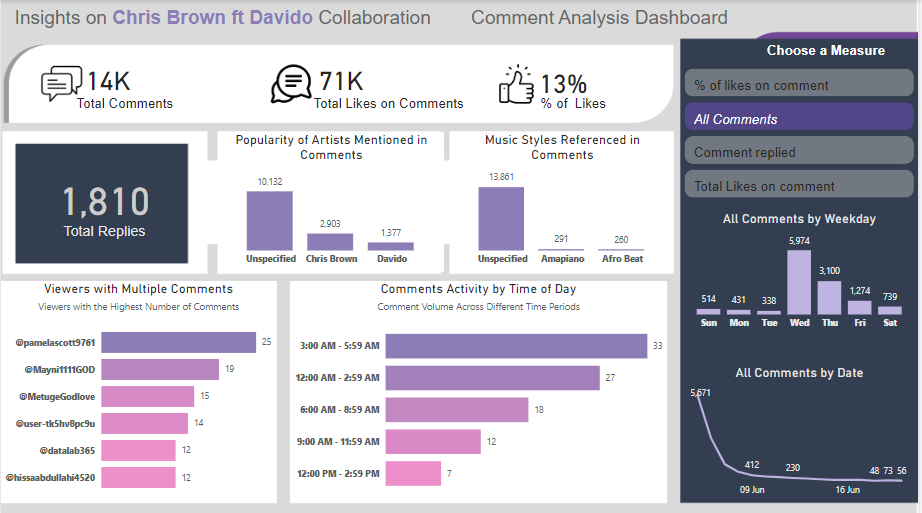 Insights on Chris Brown ft Davido Collaboration
Comment Analysis Dashboard
14K
Total Comments
71K
Total Likes on Comments
13%
% of Likes
Choose a Measure
% of likes on comment
All Comments
Comment replied
Total Likes on comment
1,810
Total Replies
Popularity of Artists Mentioned in
Comments
10,132
2,903
1,377
Unspecified
Chris Brown
Davido
Music Styles Referenced in
Comments
13,861
291
260
Unspecified
Amapiano
Afro Beat
All Comments by Weekday
514
431
338
5,974
3,100
1,274
739
Sun
Mon
Tue
Wed
Thu
Fri
Sat
Viewers with Multiple Comments
Viewers with the Highest Number of Comments
@pamelascott9761
25
@Mayni1111GOD
19
@MetugeGodlove
15
@user-tk5hv8pc9u
14
@datalab365
12
@hissaabdullahi4520
12
Comments Activity by Time of Day
Comment Volume Across Different Time Periods
3:00 AM - 5:59 AM
33
12:00 AM - 2:59 AM
27
6:00 AM - 8:59 AM
18
9:00 AM - 11:59 AM
12
12:00 PM - 2:59 PM
7
All Comments by Date
5,671
412
230
48
73
56
09 Jun
16 Jun